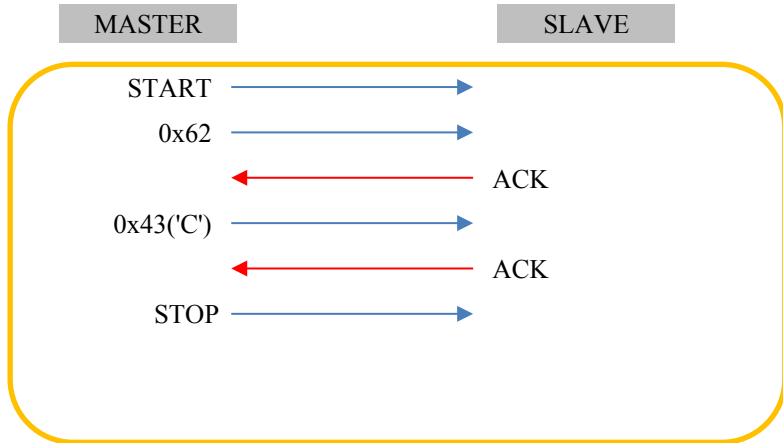 MASTER SLAVE
START
0x62
ACK
0x43('C')
ACK
STOP